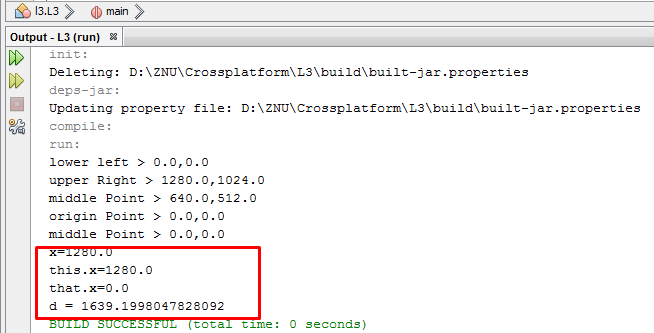 l3.L3 main
Output - L3 (run)
init:
Deleting: D:\ZNU\Crossplatform\L3\build\built-jar.properties
deps-jar:
Updating property file: D:\ZNU\Crossplatform\L3\build\built-jar.properties
compile:
run:
lower left > 0.0,0.0
upper Right > 1280.0,1024.0
middle Point > 640.0,512.0
origin Point > 0.0,0.0
middle Point > 0.0,0.0
x=1280.0
this.x=1280.0
that.x=0.0
d = 1639.1998047828092
BUILD SUCCESSFUL (total time: 0 seconds)